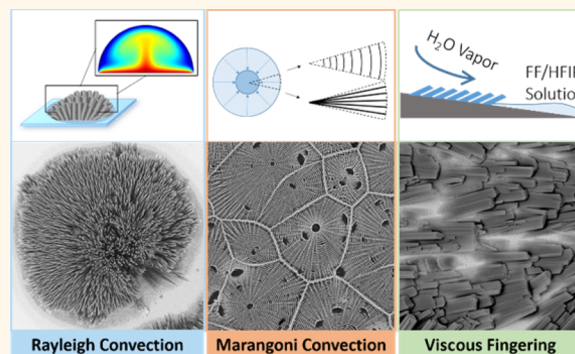 H2O Vapor
FF/HFIP
Solution
Rayleigh Convection
Marangoni Convection
Viscous Fingering